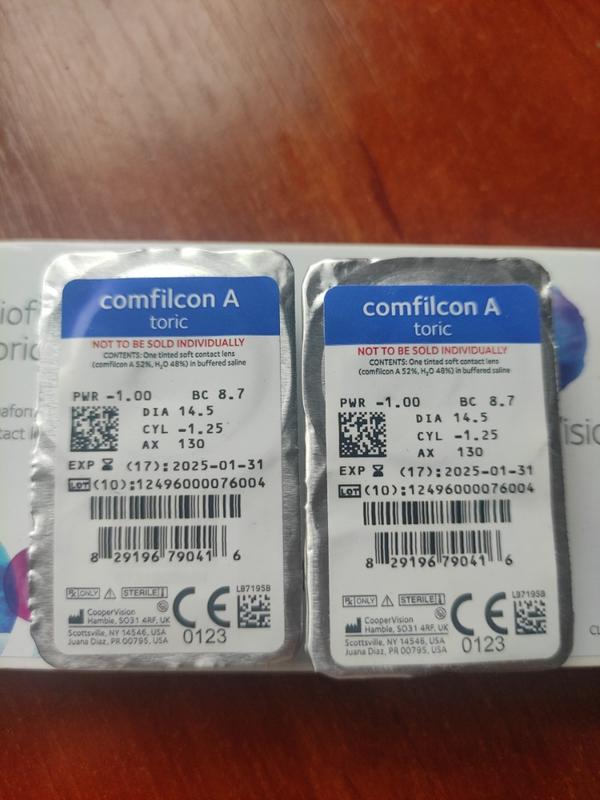 comfilcon A
toric
NOT TO BE SOLD INDIVIDUALLY
CONTENTS: One tinted soft contact lens
(comfilcon A 52%, H₂O 48%) in buffered saline
PWR -1.00 BC 8.7
DIA 14.5
CYL -1.25
AX 130
EXP (17):2025-01-31
LOT (10):12496000076004
8 29196 79041 6
Rx ONLY STERILE
LB7195B
CooperVision
Hamble, SO31 4RF, UK
Scottsville, NY 14546, USA
Juana Diaz, PR 00795, USA
CE
0123
comfilcon A
toric
NOT TO BE SOLD INDIVIDUALLY
CONTENTS: One tinted soft contact lens
(comfilcon A 52%, H₂O 48%) in buffered saline
PWR -1.00 BC 8.7
DIA 14.5
CYL -1.25
AX 130
EXP (17):2025-01-31
LOT (10):12496000076004
8 29196 79041 6
Rx ONLY STERILE
LB7195B
CooperVision
Hamble, SO31 4RF, UK
Scottsville, NY 14546, USA
Juana Diaz, PR 00795, USA
CE
0123